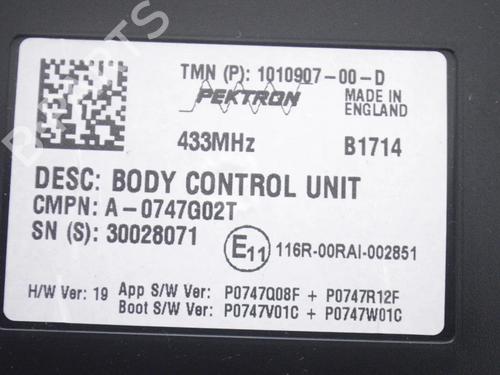 TMN (P): 1010907-00-D
PEKTRON
MADE IN
ENGLAND
433MHz B1714
DESC: BODY CONTROL UNIT
CMPN: A-0747G02T
SN (S): 30028071
E11 116R-00RAI-002851
H/W Ver: 19 App S/W Ver: P0747Q08F + P0747R12F
Boot S/W Ver: P0747V01C + P0747W01C